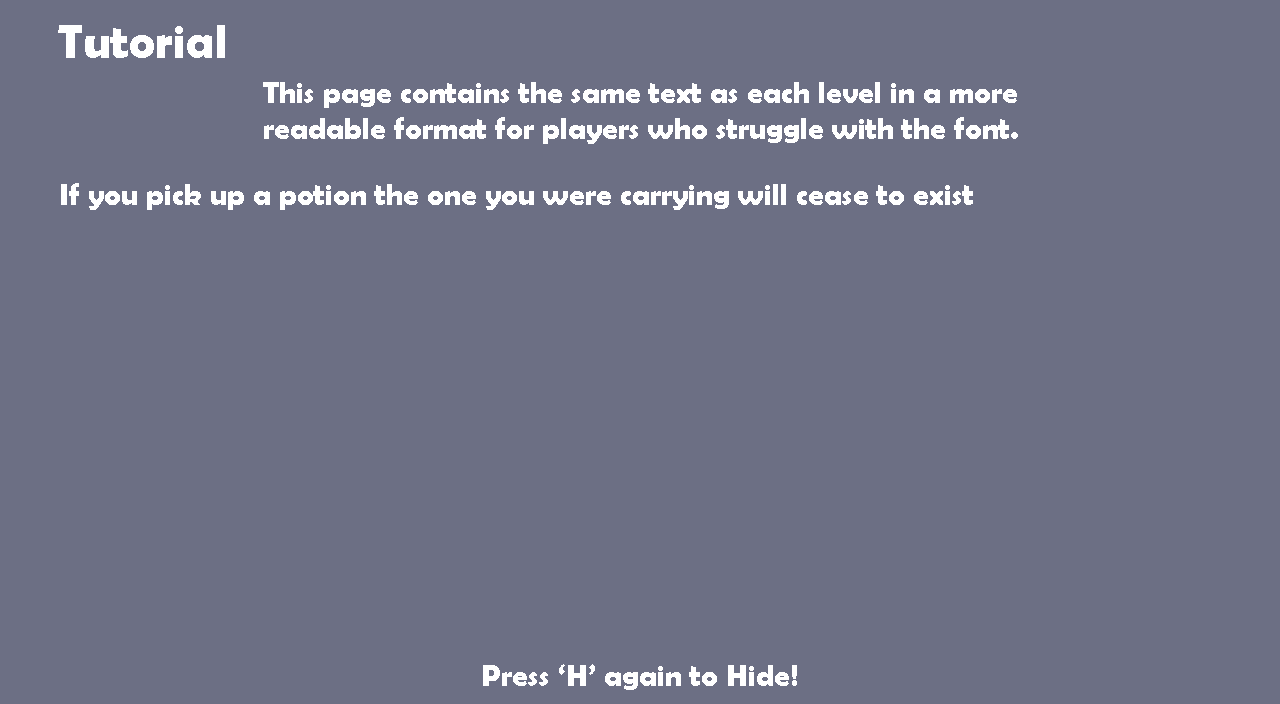 Tutorial
This page contains the same text as each level in a more
readable format for players who struggle with the font.
If you pick up a potion the one you were carrying will cease to exist
Press ‘H’ again to Hide!